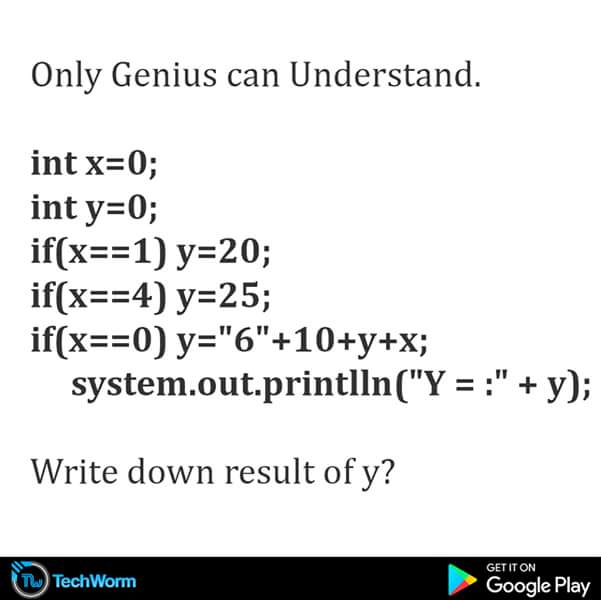 Only Genius can Understand.
int x=0;
int y=0;
if(x==1) y=20;
if(x==4) y=25;
if(x==0) y="6"+10+y+x;
system.out.printlln("Y = :" + y);
Write down result of y?
TW TechWorm
GET IT ON
Google Play